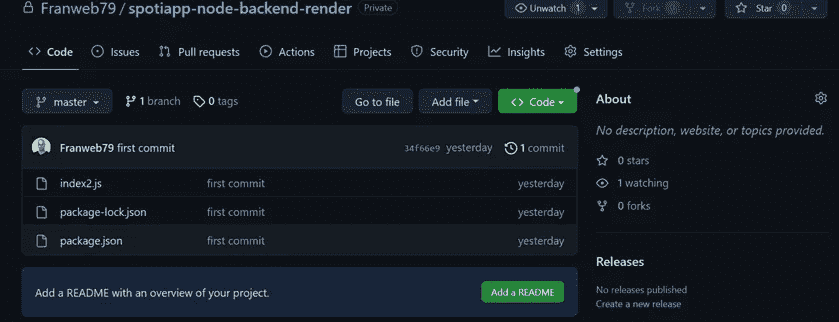 Franweb79 / spotiapp-node-backend-render Private
Unwatch 1 Fork 0 Star 0
Code Issues Pull requests Actions Projects Security Insights Settings
master 1 branch 0 tags Go to file Add file Code
Franweb79 first commit 34f66e9 yesterday 1 commit
index2.js first commit yesterday
package-lock.json first commit yesterday
package.json first commit yesterday
Add a README with an overview of your project. Add a README
About
No description, website, or topics provided.
0 stars
1 watching
0 forks
Releases
No releases published
Create a new release